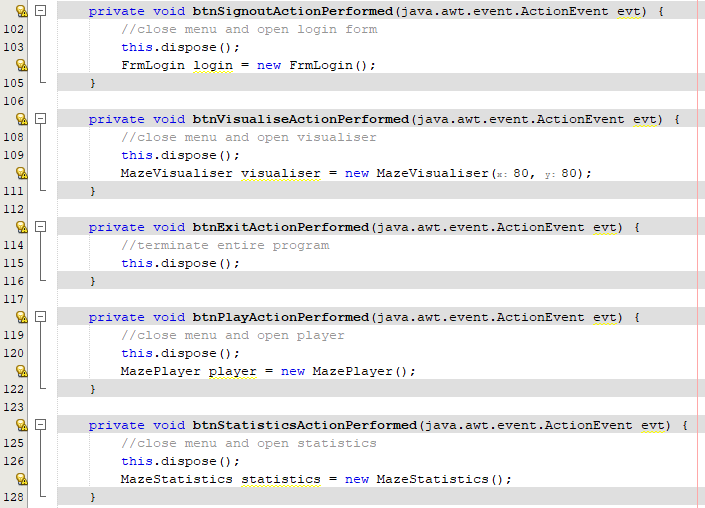 private void btnSignoutActionPerformed(java.awt.event.ActionEvent evt) {
102 //close menu and open login form
103 this.dispose();
FrmLogin login = new FrmLogin();
105 }
106
private void btnVisualiseActionPerformed(java.awt.event.ActionEvent evt) {
108 //close menu and open visualiser
109 this.dispose();
MazeVisualiser visualiser = new MazeVisualiser(x: 80, y: 80);
111 }
112
private void btnExitActionPerformed(java.awt.event.ActionEvent evt) {
114 //terminate entire program
115 this.dispose();
116 }
117
private void btnPlayActionPerformed(java.awt.event.ActionEvent evt) {
119 //close menu and open player
120 this.dispose();
MazePlayer player = new MazePlayer();
122 }
123
private void btnStatisticsActionPerformed(java.awt.event.ActionEvent evt) {
125 //close menu and open statistics
126 this.dispose();
MazeStatistics statistics = new MazeStatistics();
128 }